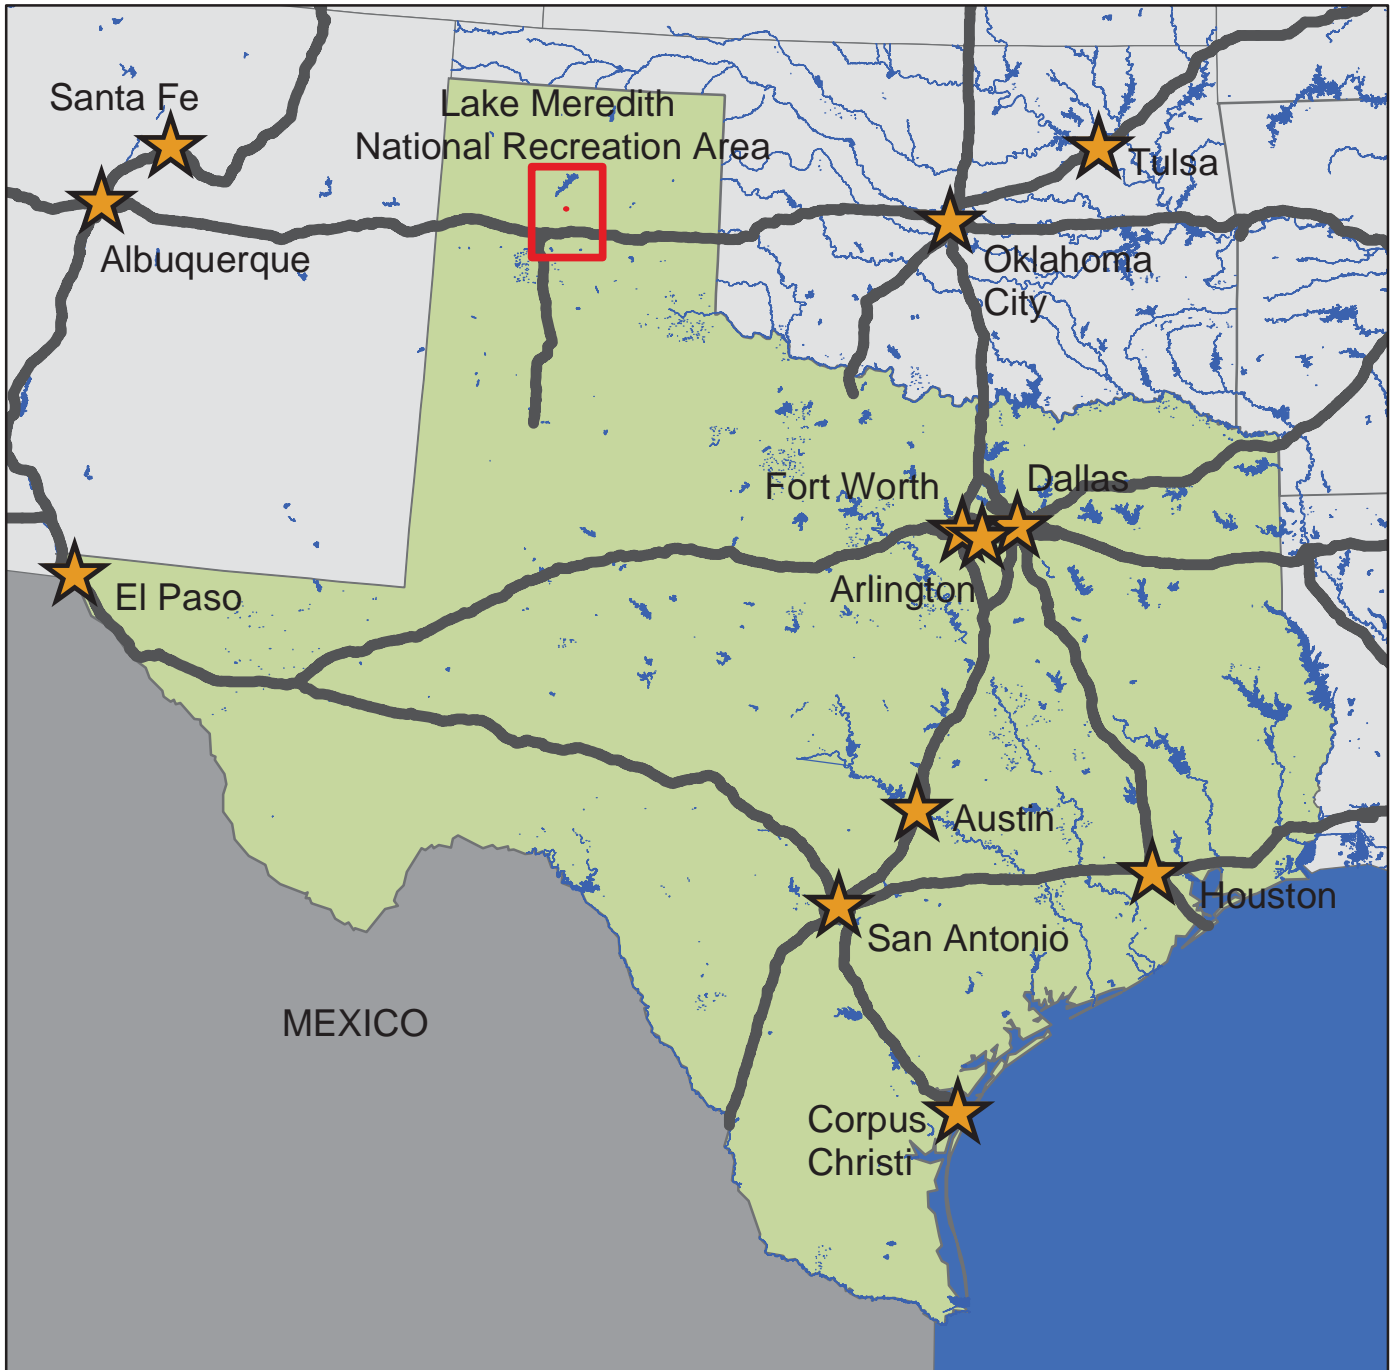 Santa Fe
Lake Meredith
National Recreation Area
Tulsa
Albuquerque
Oklahoma
City
Fort Worth
Dallas
Arlington
El Paso
Austin
Houston
San Antonio
MEXICO
Corpus
Christi